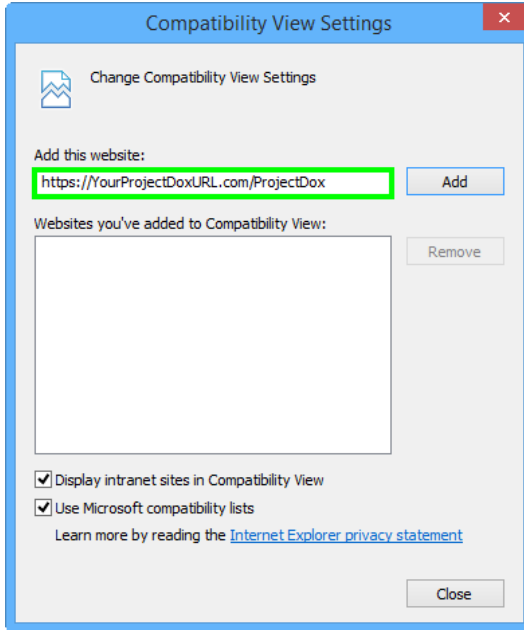 Compatibility View Settings
Change Compatibility View Settings
Add this website:
https://YourProjectDoxURL.com/ProjectDox
Add
Websites you've added to Compatibility View:
Remove
Display intranet sites in Compatibility View
Use Microsoft compatibility lists
Learn more by reading the Internet Explorer privacy statement
Close